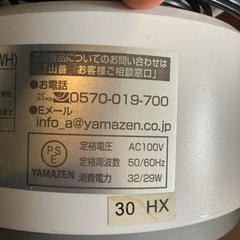 この商品についてのお問い合わせは
「山善 お客様ご相談窓口」
WH)
●お電話
0570-019-700
●Eメール
info_a@yamazen.co.jp
PS
E
YAMAZEN
定格電圧 AC100V
定格周波数 50/60Hz
消費電力 32/29W
30 HX